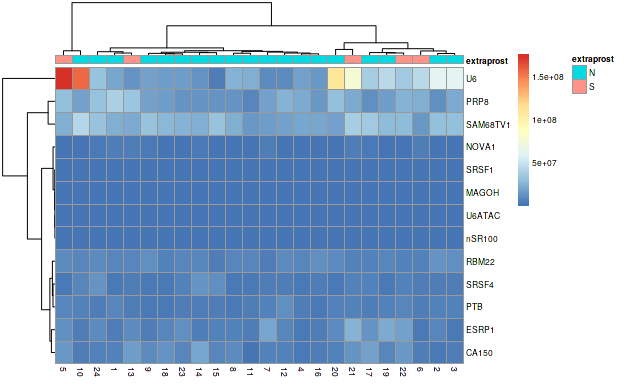 extraprost
U6
PRP8
SAM68TV1
NOVA1
SRSF1
MAGOH
U6ATAC
nSR100
RBM22
SRSF4
PTB
ESRP1
CA150
5 10 24 1 13 9 18 23 14 15 8 11 7 12 4 16 20 21 17 19 22 6 2 3
1.5e+08
1e+08
5e+07
extraprost
N
S